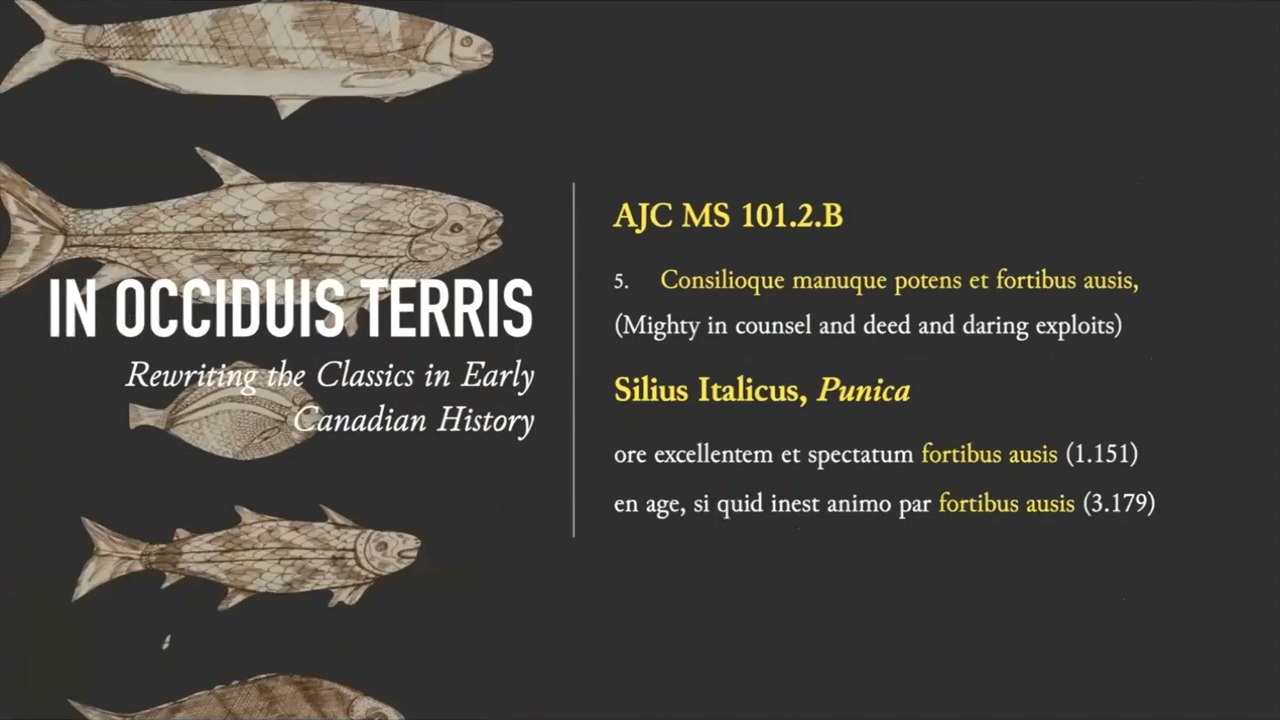 IN OCCIDUIS TERRIS
Rewriting the Classics in Early
Canadian History
AJC MS 101.2.B
5. Consilioque manuque potens et fortibus ausis,
(Mighty in counsel and deed and daring exploits)
Silius Italicus, Punica
ore excellentem et spectatum fortibus ausis (1.151)
en age, si quid inest animo par fortibus ausis (3.179)